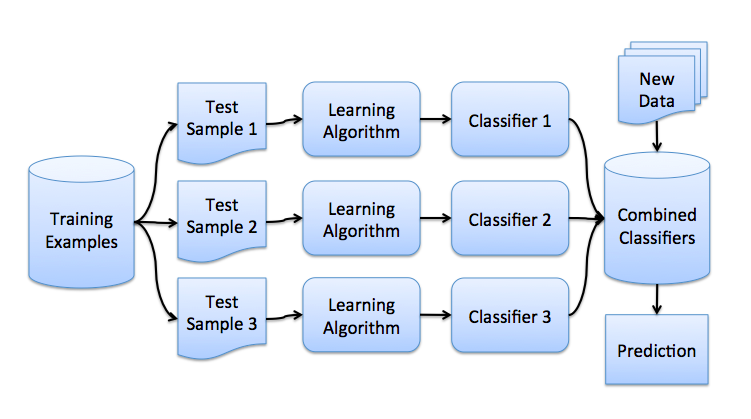 New
Data
Test
Sample 1
Learning
Algorithm
Classifier 1
Training
Examples
Test
Sample 2
Learning
Algorithm
Classifier 2
Combined
Classifiers
Test
Sample 3
Learning
Algorithm
Classifier 3
Prediction